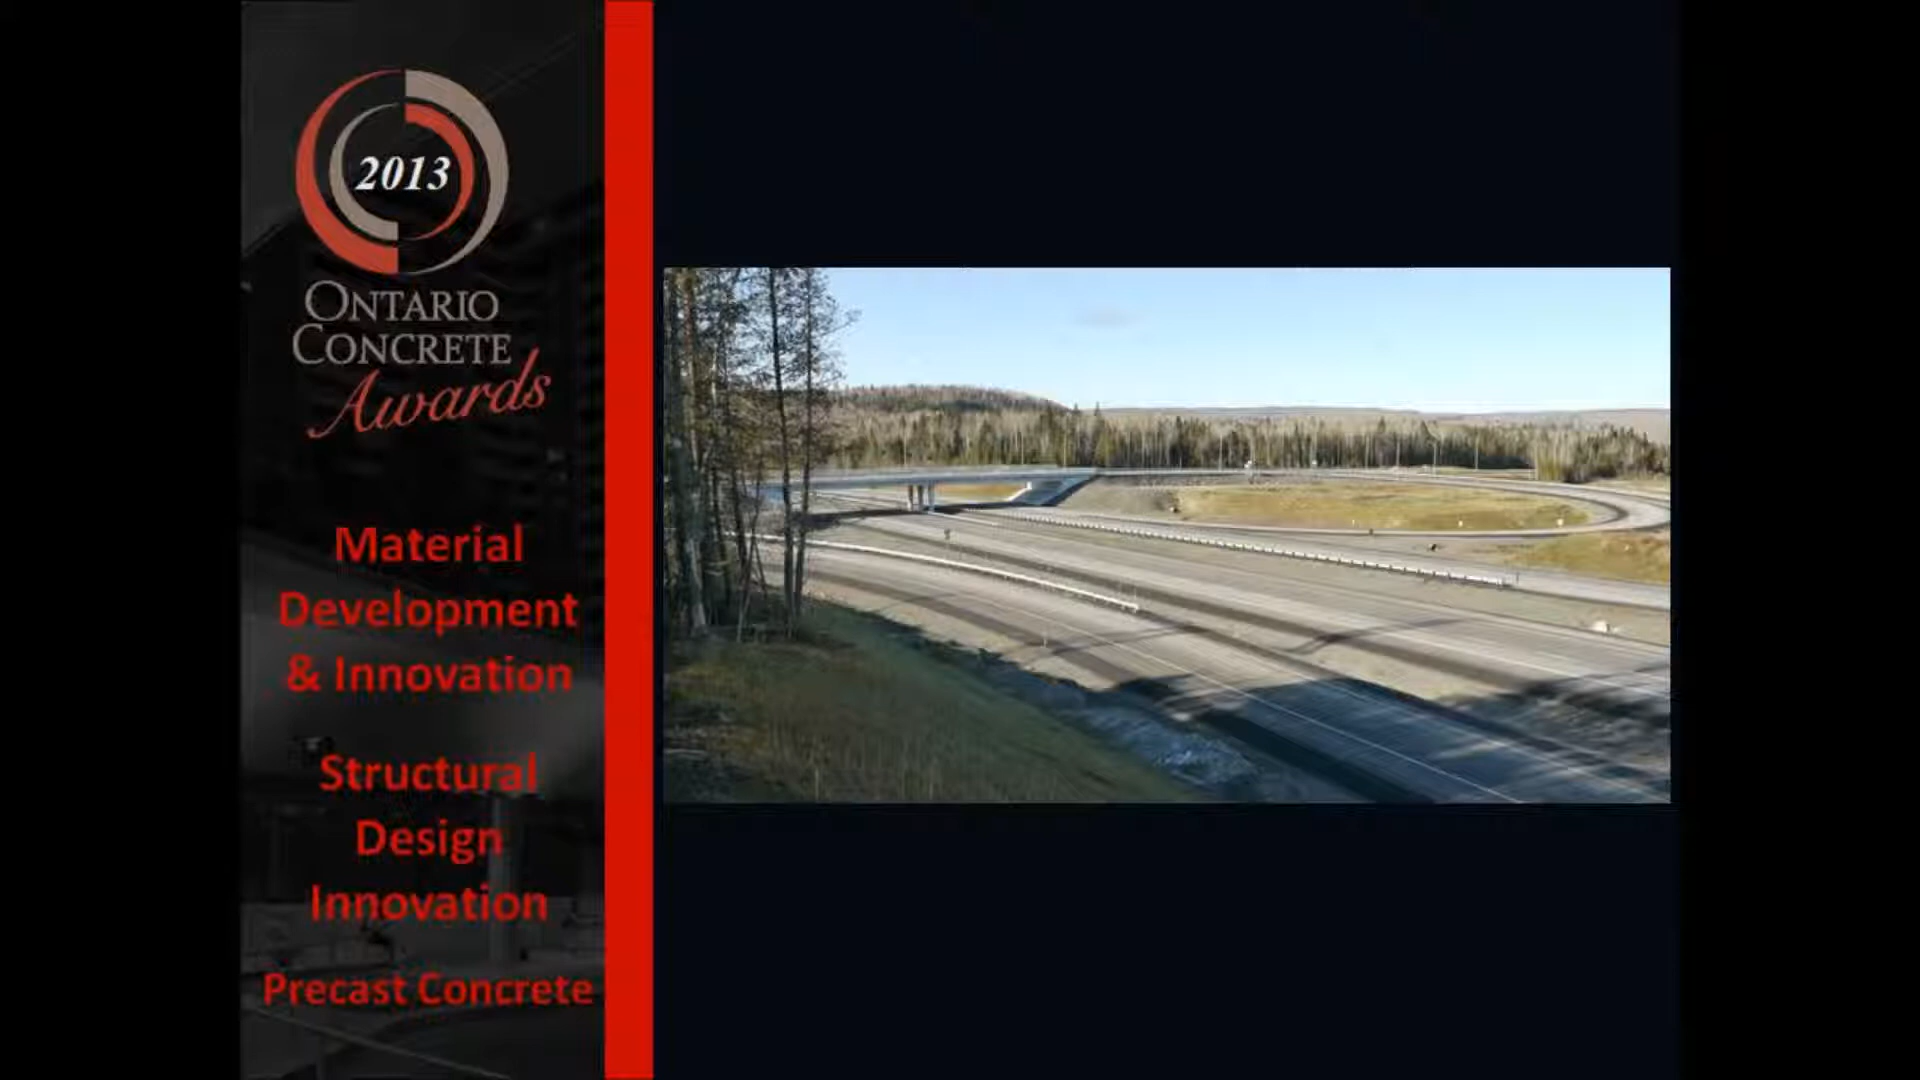 2013
ONTARIO
CONCRETE
Awards
Material
Development
& Innovation
Structural
Design
Innovation
Precast Concrete